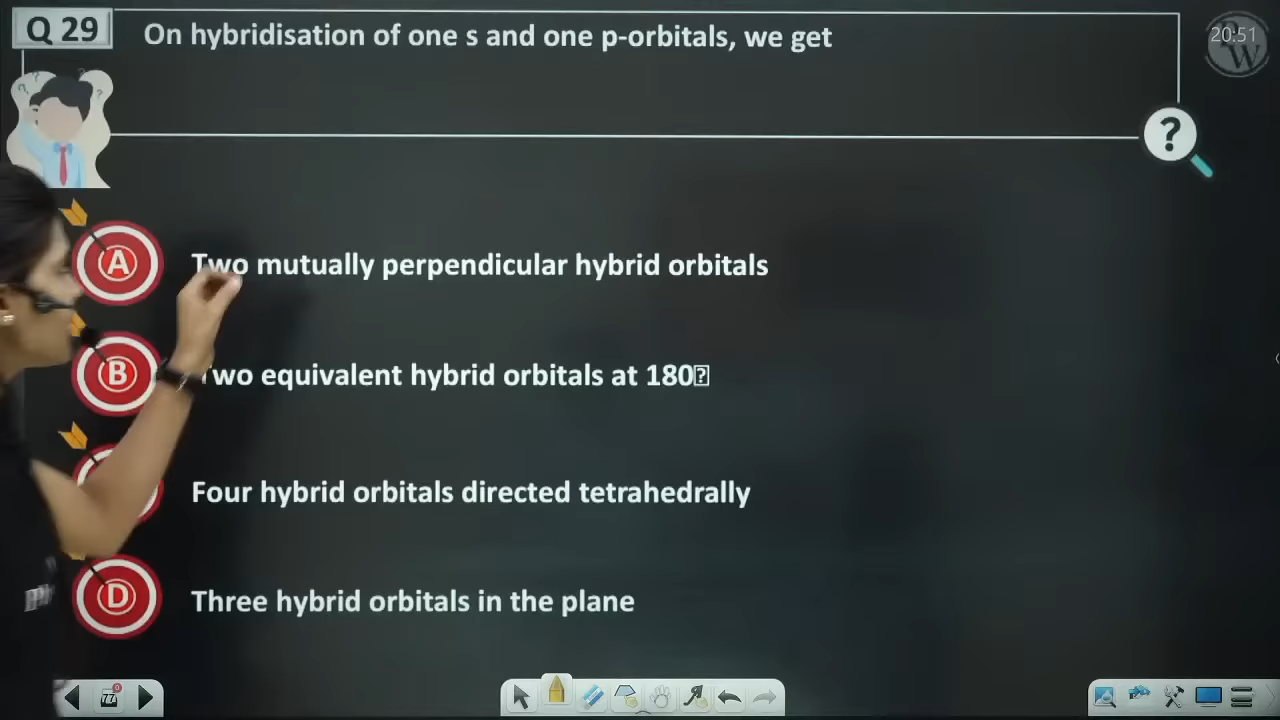 Q 29
On hybridisation of one s and one p-orbitals, we get
20:51
W
?
A
Two mutually perpendicular hybrid orbitals
B
Two equivalent hybrid orbitals at 180
Four hybrid orbitals directed tetrahedrally
D
Three hybrid orbitals in the plane